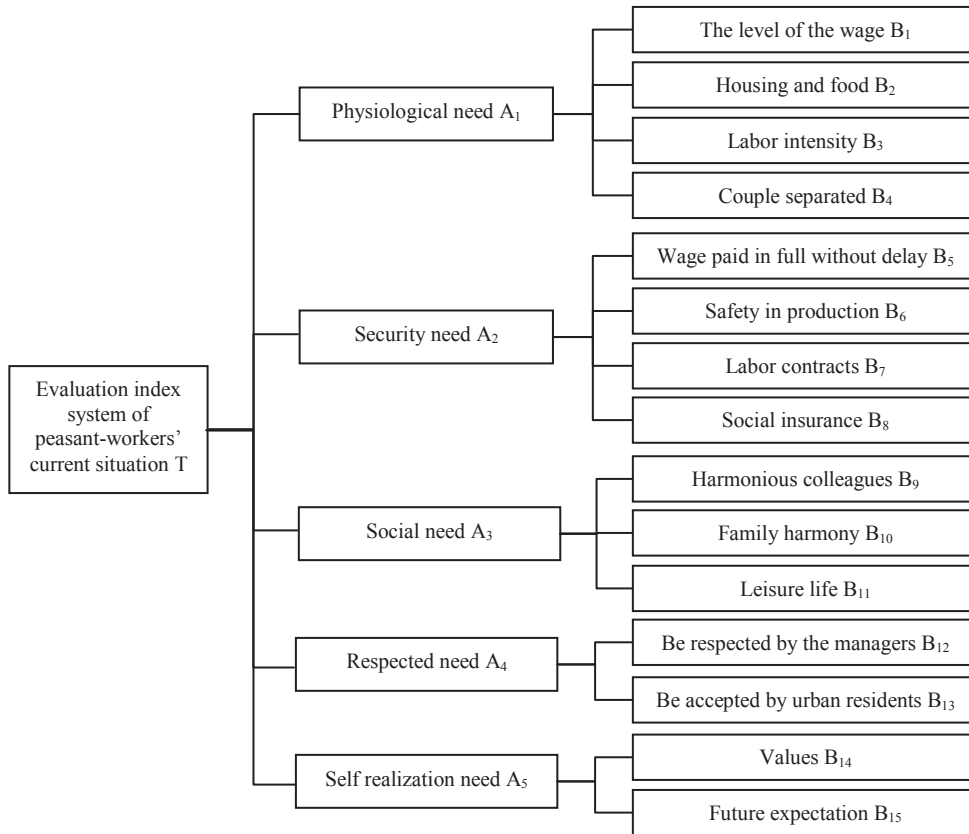 Evaluation index
system of
peasant-workers’
current situation T
Physiological need A₁
The level of the wage B₁
Housing and food B₂
Labor intensity B₃
Couple separated B₄
Security need A₂
Wage paid in full without delay B₅
Safety in production B₆
Labor contracts B₇
Social insurance B₈
Social need A₃
Harmonious colleagues B₉
Family harmony B₁₀
Leisure life B₁₁
Respected need A₄
Be respected by the managers B₁₂
Be accepted by urban residents B₁₃
Self realization need A₅
Values B₁₄
Future expectation B₁₅